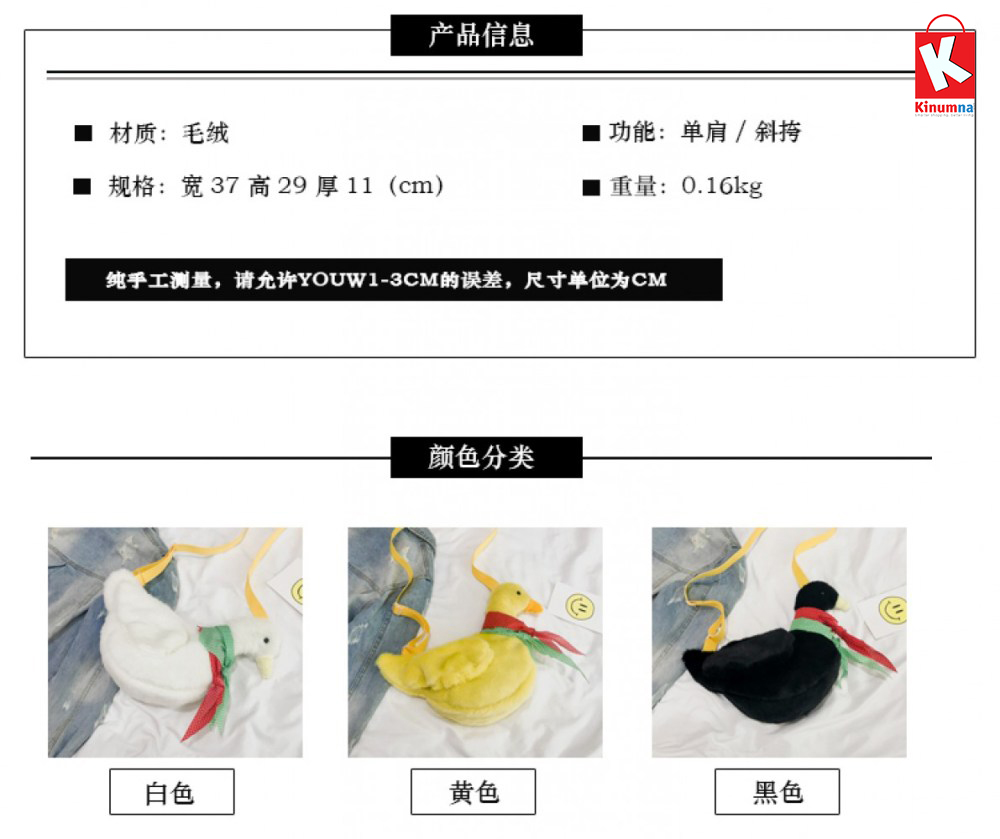 产品信息
K
Kinumna
■ 材质：毛绒
■ 功能：单肩 / 斜挎
■ 规格：宽 37 高 29 厚 11（cm）
■ 重量：0.16kg
纯手工测量，请允许YOUW1-3CM的误差，尺寸单位为CM
颜色分类
白色
黄色
黑色